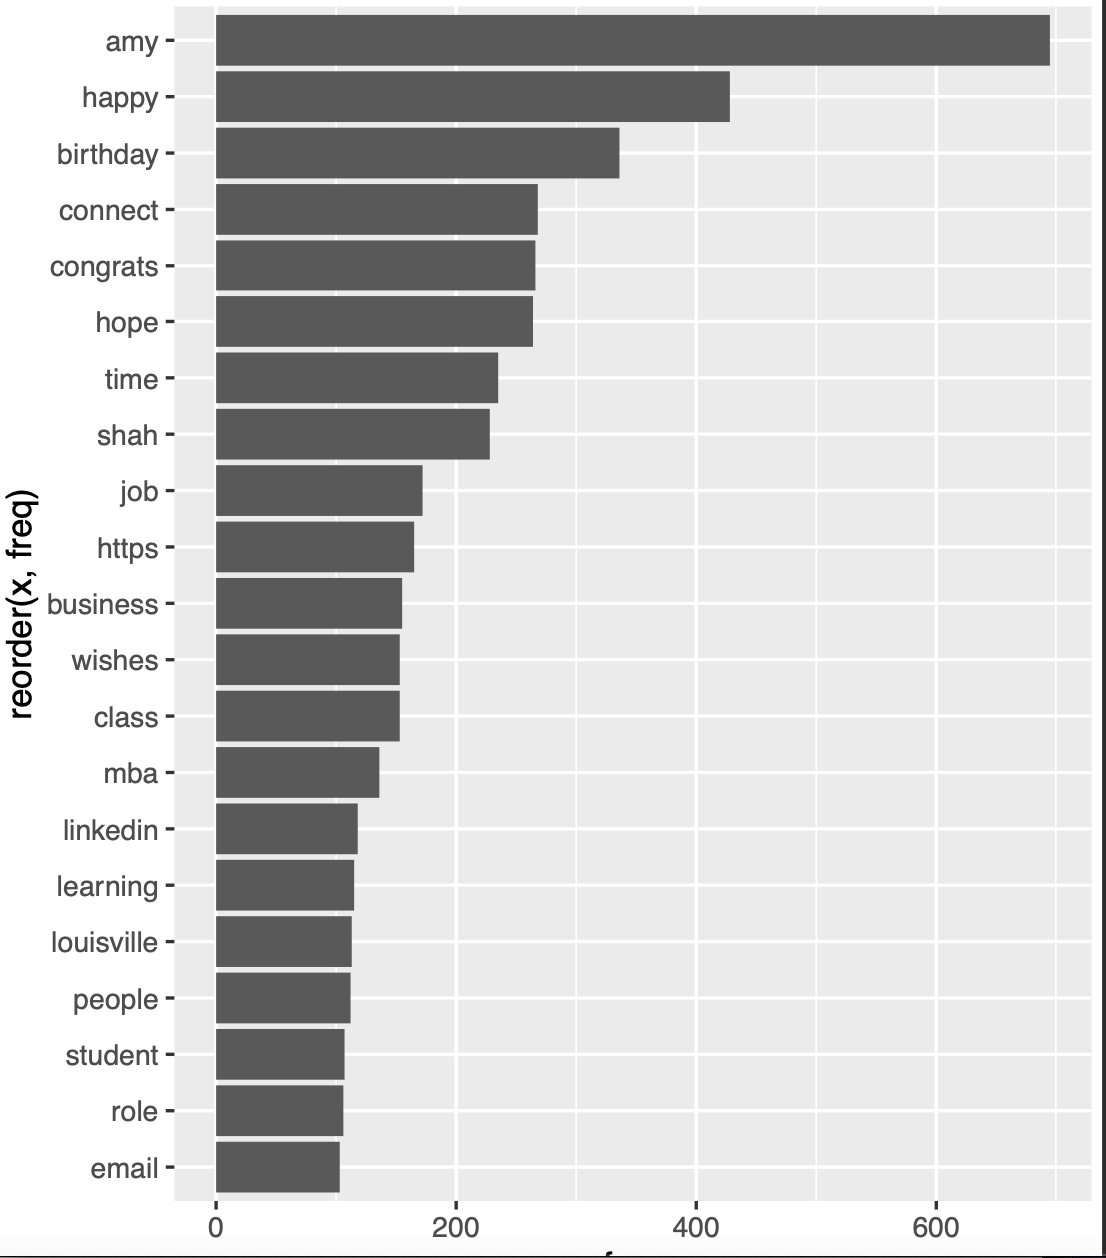 amy
happy
birthday
connect
congrats
hope
time
shah
job
https
business
wishes
class
mba
linkedin
learning
louisville
people
student
role
email
reorder(x, freq)
0 200 400 600